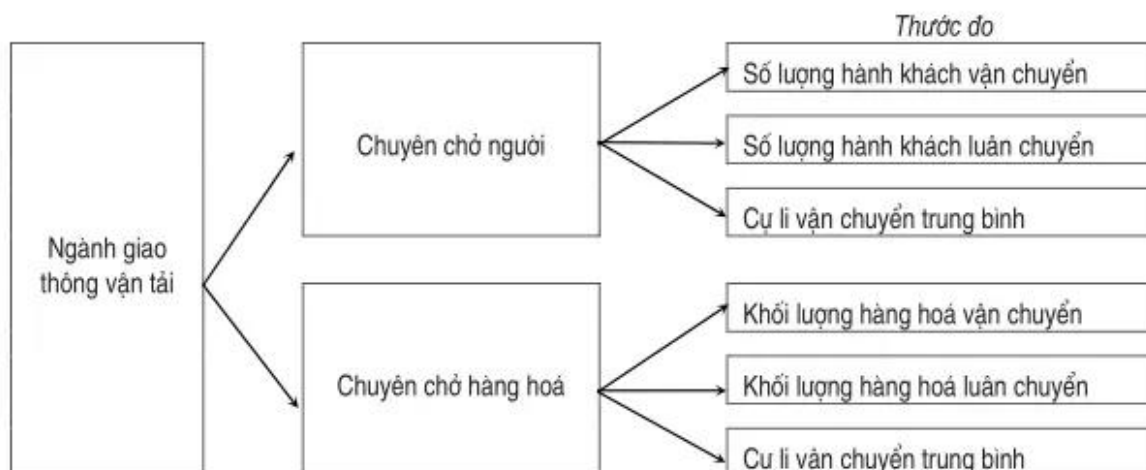 Thước đo
Ngành giao
thông vận tải
Chuyên chở người
Số lượng hành khách vận chuyển
Số lượng hành khách luân chuyển
Cự li vận chuyển trung bình
Chuyên chở hàng hoá
Khối lượng hàng hoá vận chuyển
Khối lượng hàng hoá luân chuyển
Cự li vận chuyển trung bình